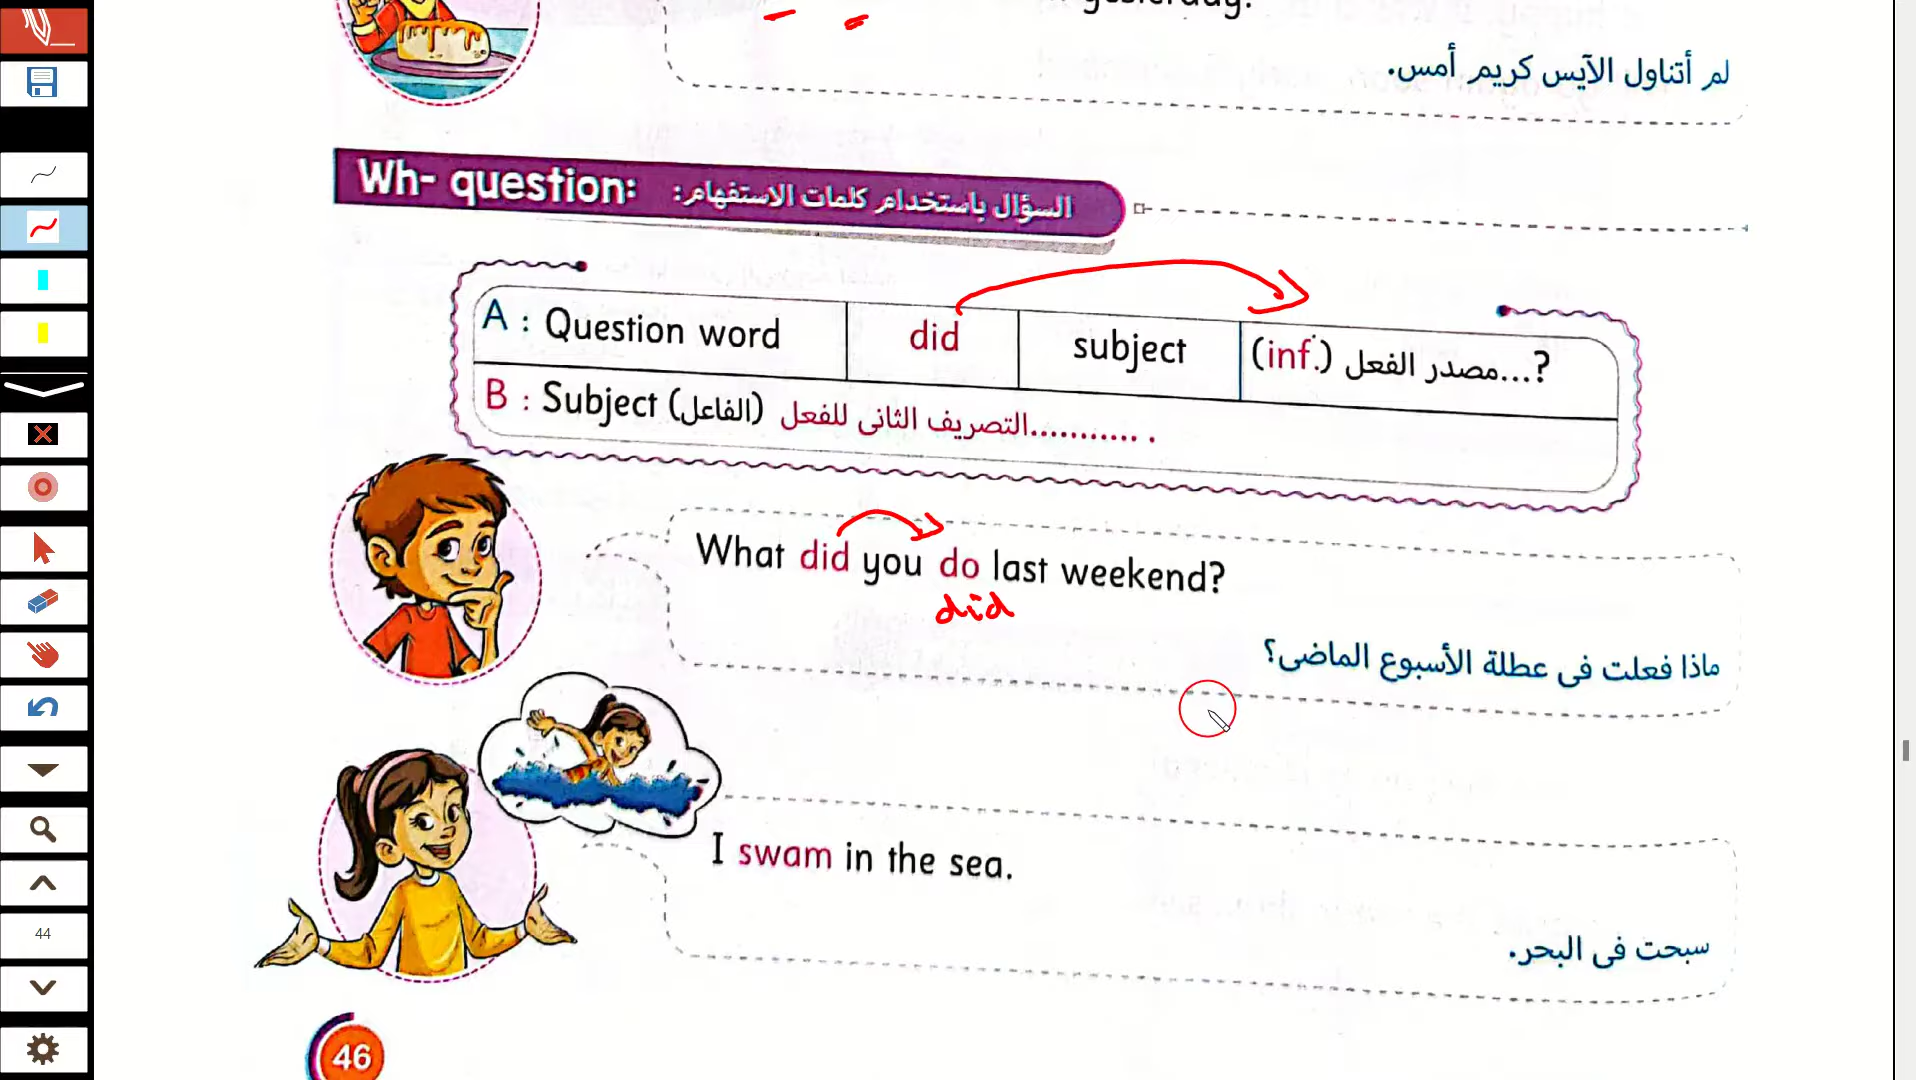 yesterday.
لم أتناول الآيس كريم أمس.
Wh- question: السؤال باستخدام كلمات الاستفهام:
A : Question word did subject (inf.) مصدر الفعل...?
B : Subject (الفاعل) التصريف الثانى للفعل............ .
What did you do last weekend?
did
ماذا فعلت فى عطلة الأسبوع الماضى؟
I swam in the sea.
سبحت فى البحر.
44
46